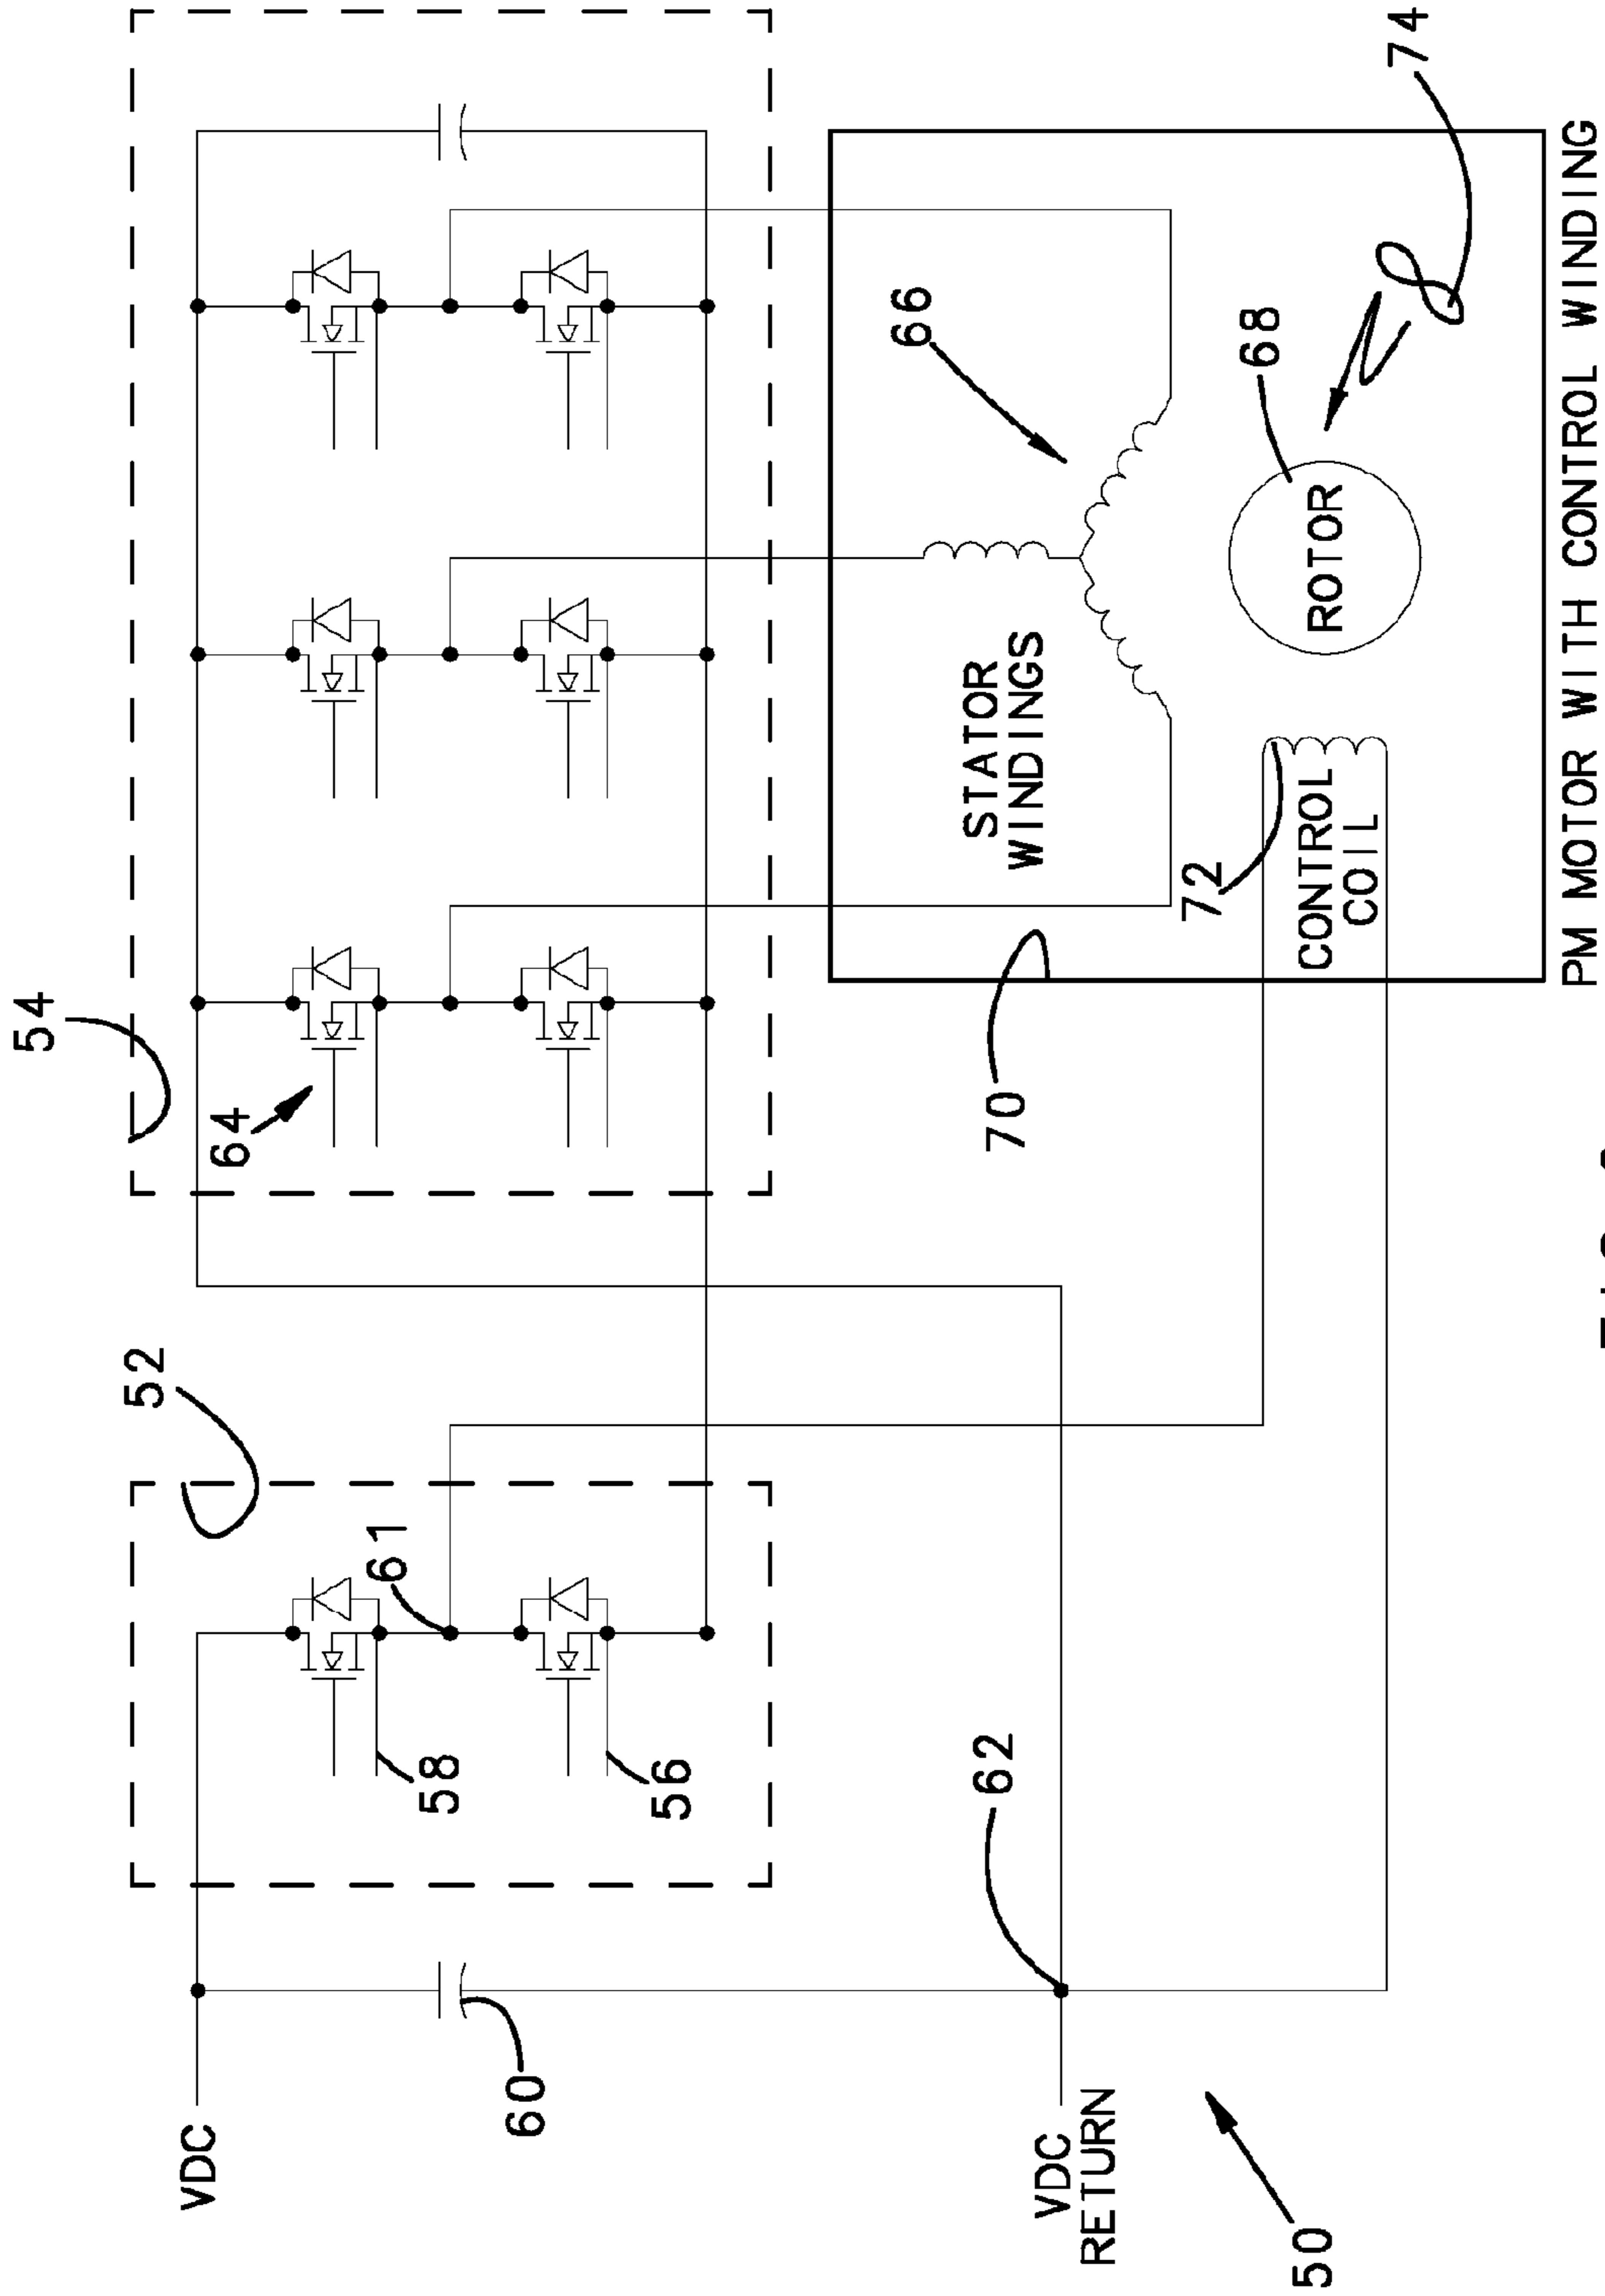 54
52
64
61
58
56
60
VDC
62
VDC
RETURN
50
66
STATOR
WINDINGS
68
ROTOR
74
70
72
CONTROL
COIL
PM MOTOR WITH CONTROL WINDING